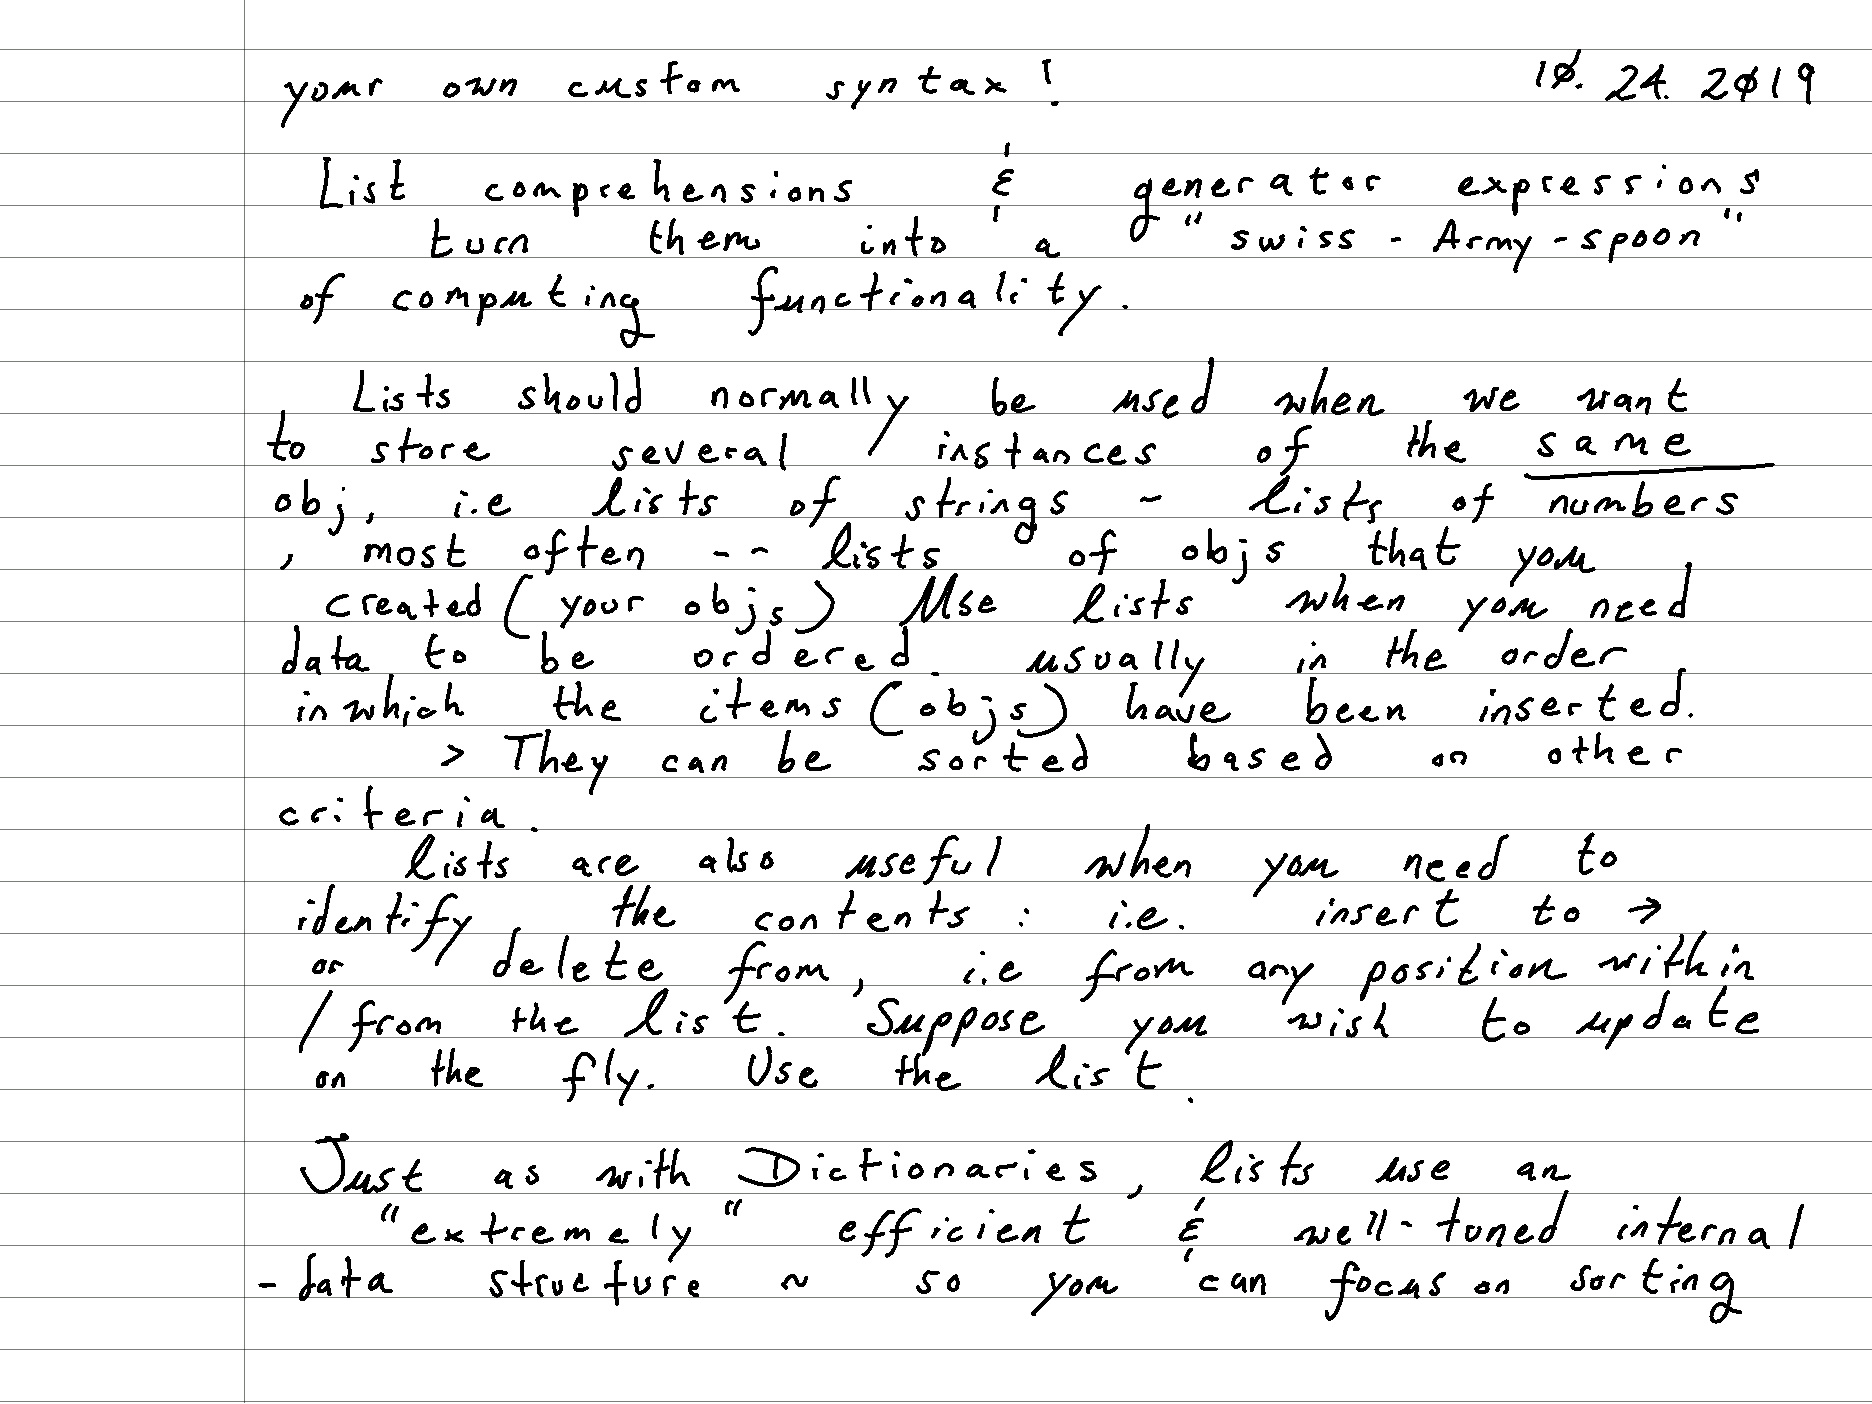 your own custom syntax! 10. 24. 2019
List comprehensions & generator expressions
turn them into a "swiss - Army - spoon"
of computing functionality.
Lists should normally be used when we want
to store several instances of the same
obj, i.e lists of strings ~ lists of numbers
, most often -- lists of objs that you
created (your objs) Use lists when you need
data to be ordered. usually in the order
in which the items (objs) have been inserted.
> They can be sorted based on other
criteria.
lists are also useful when you need to
identify the contents : i.e. insert to →
or delete from, i.e from any position within
/ from the list. Suppose you wish to update
on the fly. Use the list.
Just as with Dictionaries, lists use an
"extremely" efficient & well-tuned internal
- data structure ~ so you can focus on sorting